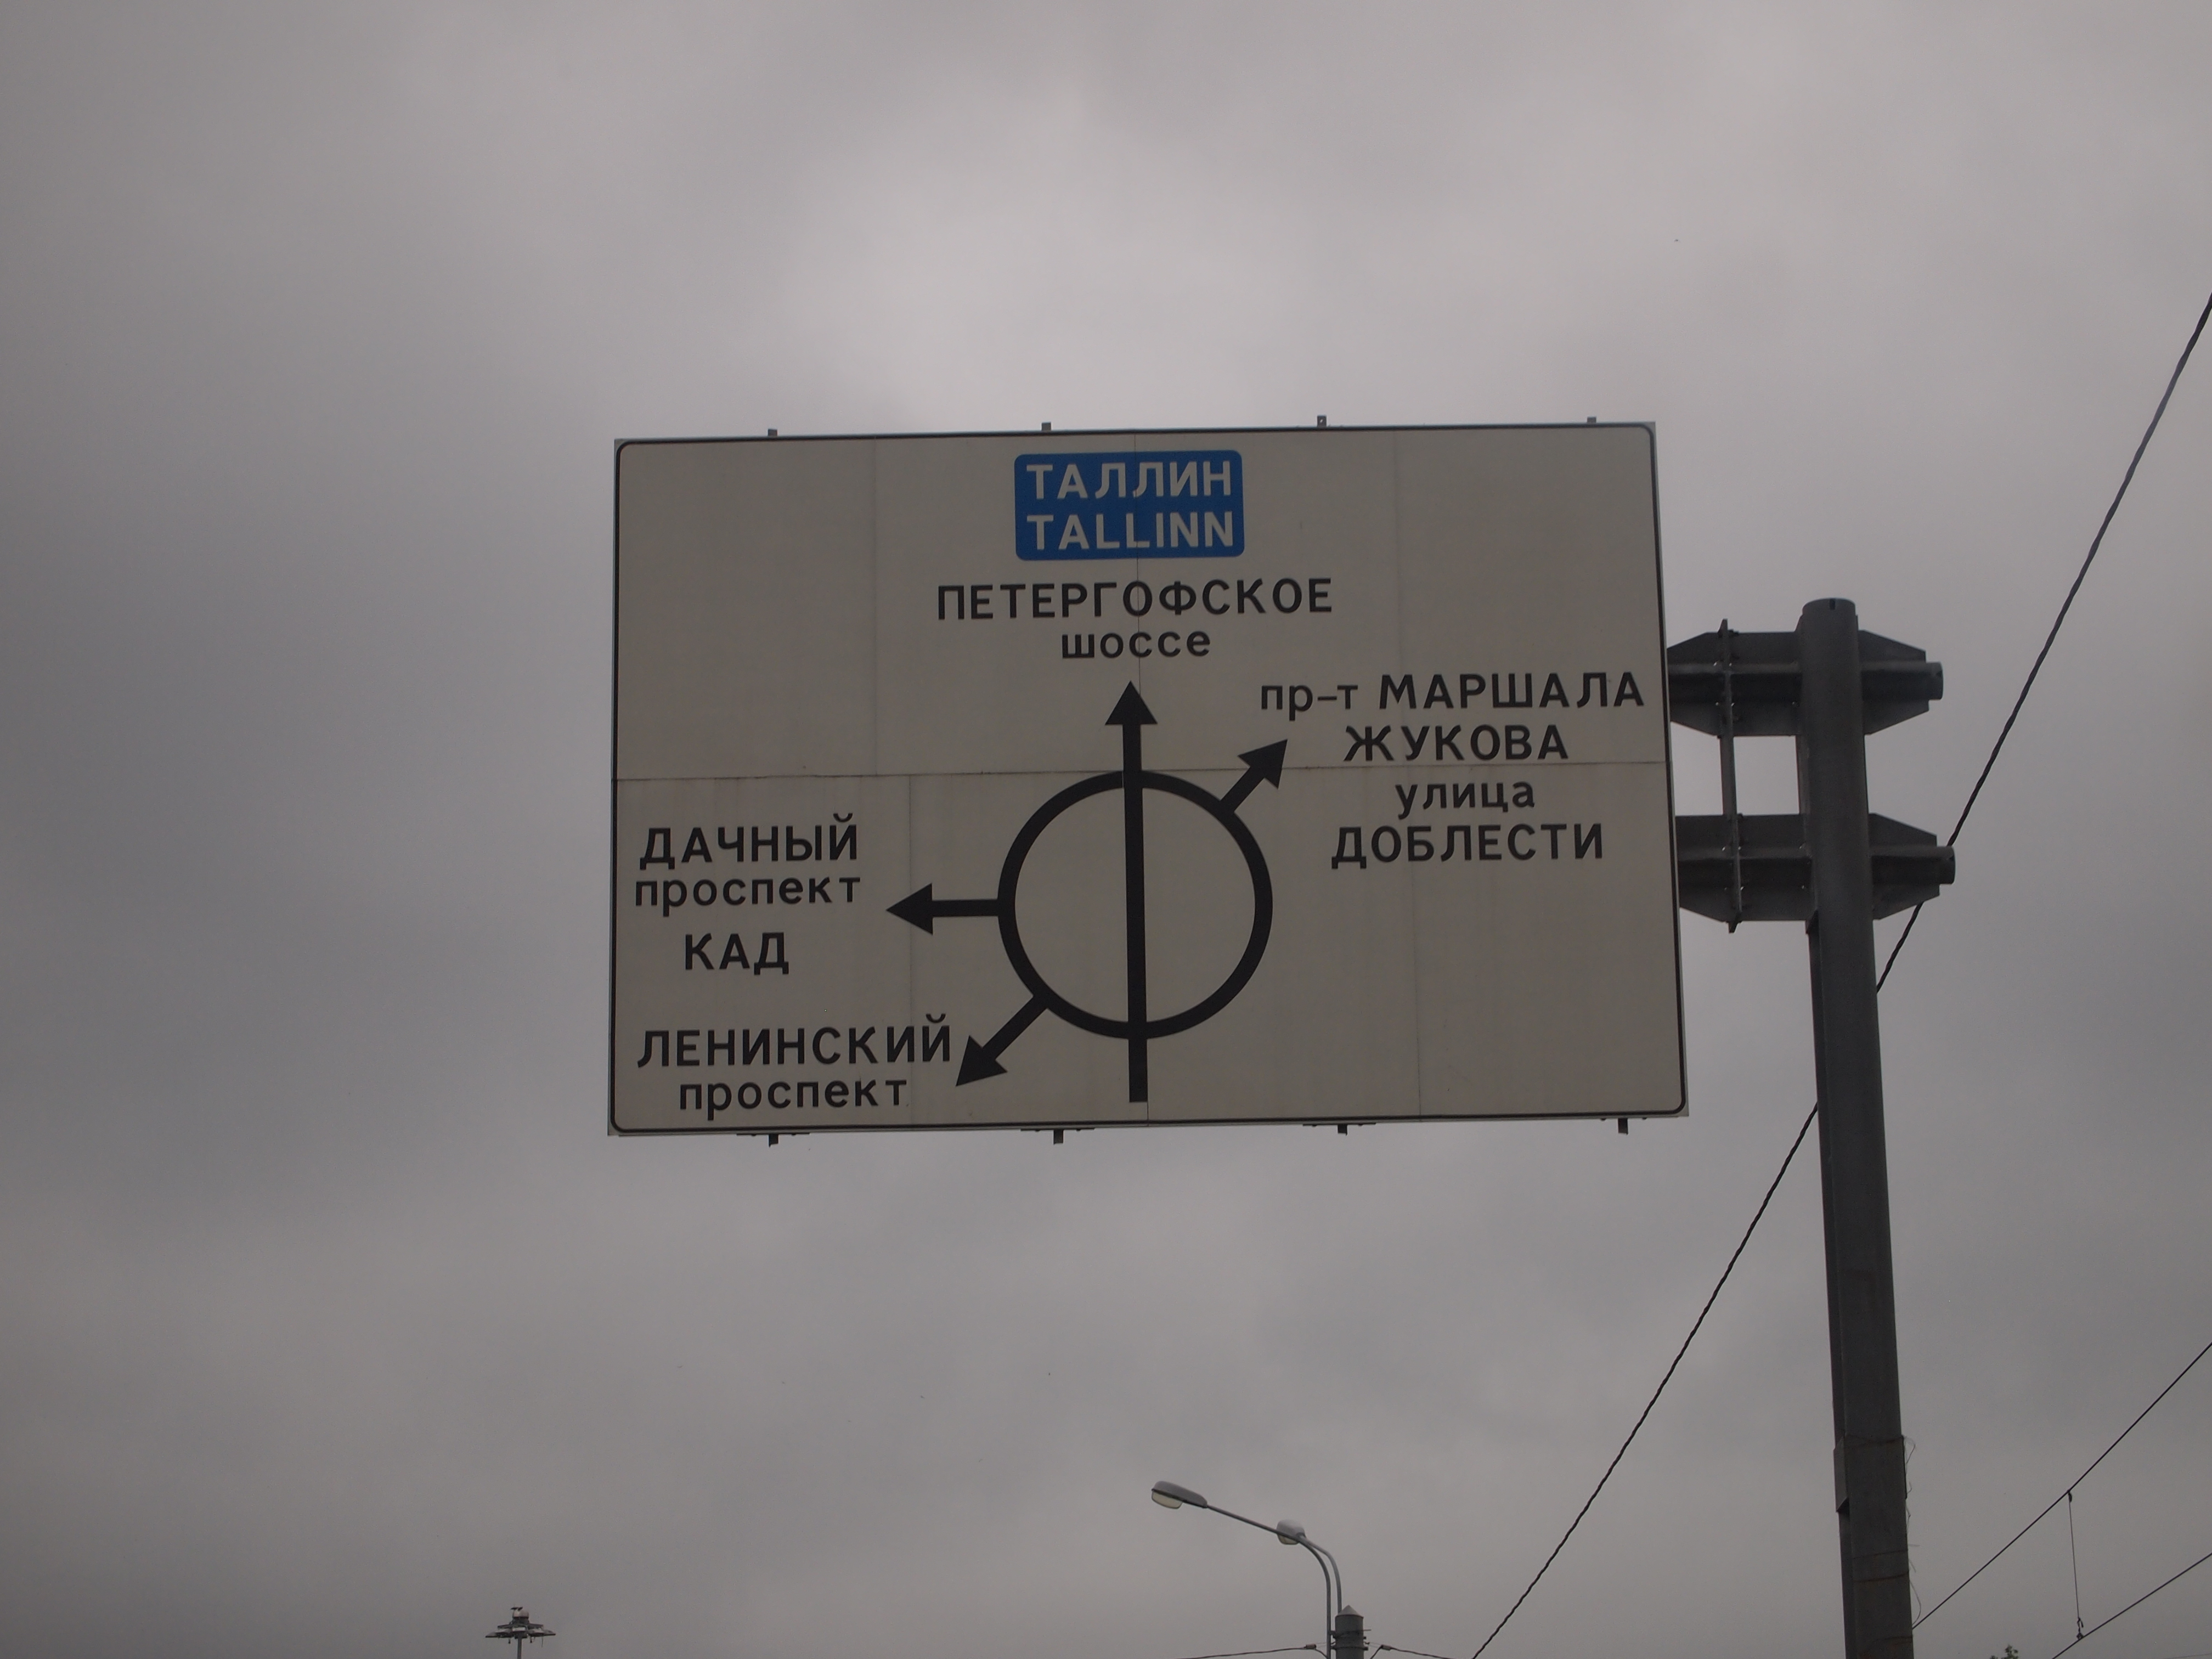 ТАЛЛИН
TALLINN
ПЕТЕРГОФСКОЕ
шоссе
пр-т МАРШАЛА
ЖУКОВА
улица
ДОБЛЕСТИ
ДАЧНЫЙ
проспект
КАД
ЛЕНИНСКИЙ
проспект